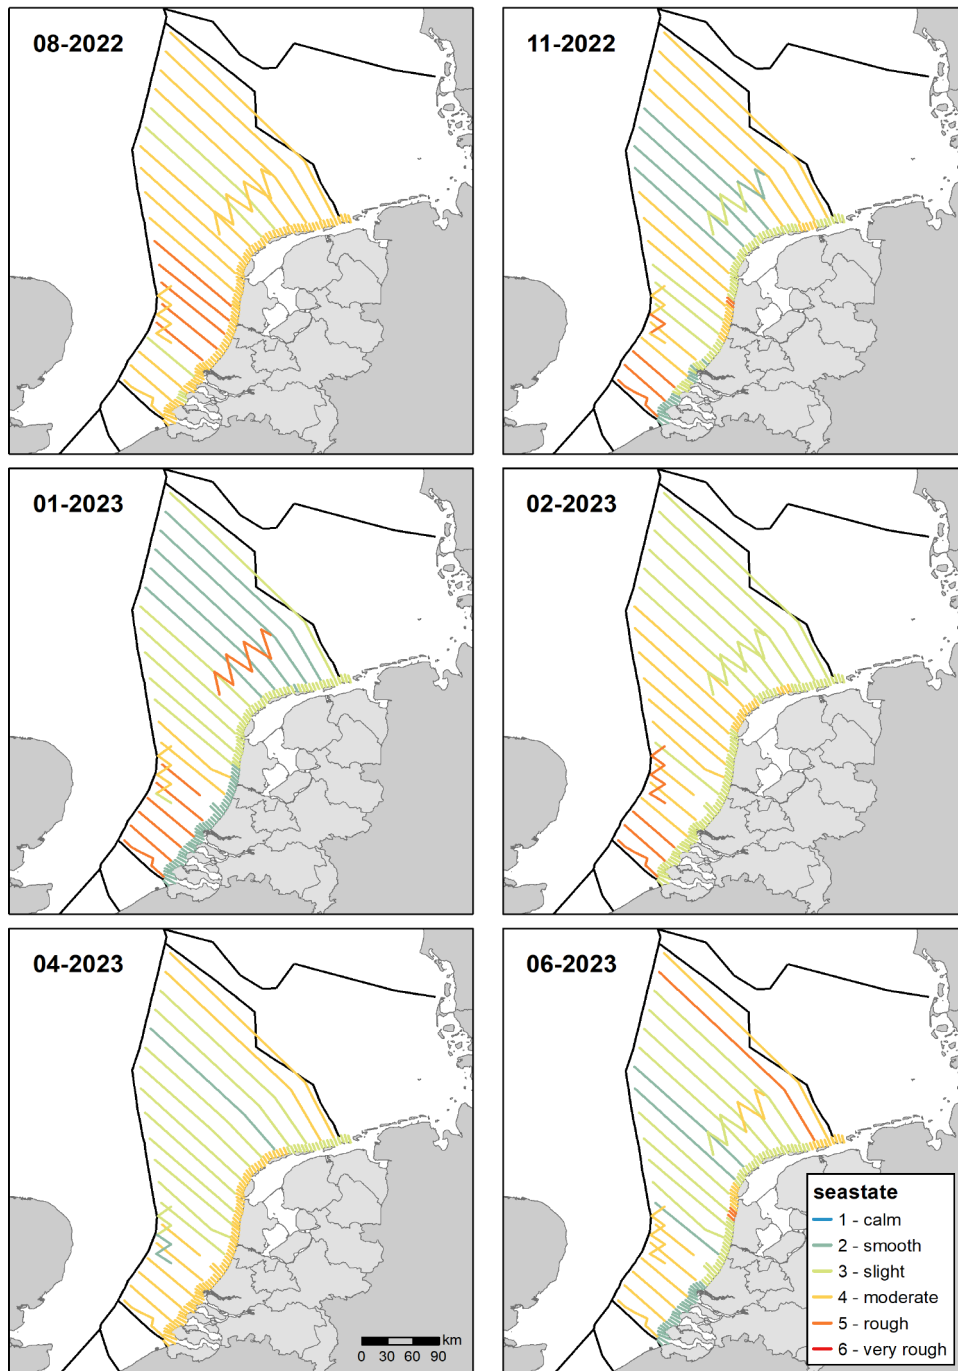 08-2022
11-2022
01-2023
02-2023
04-2023
06-2023
km
0 30 60 90
seastate
1 - calm
2 - smooth
3 - slight
4 - moderate
5 - rough
6 - very rough